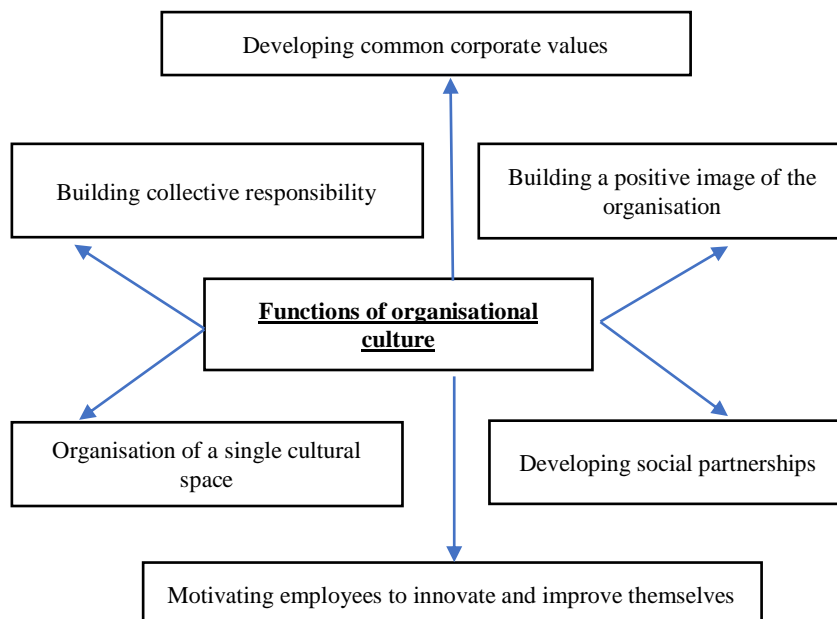 Developing common corporate values
Building collective responsibility
Building a positive image of the
organisation
Functions of organisational
culture
Organisation of a single cultural
space
Developing social partnerships
Motivating employees to innovate and improve themselves